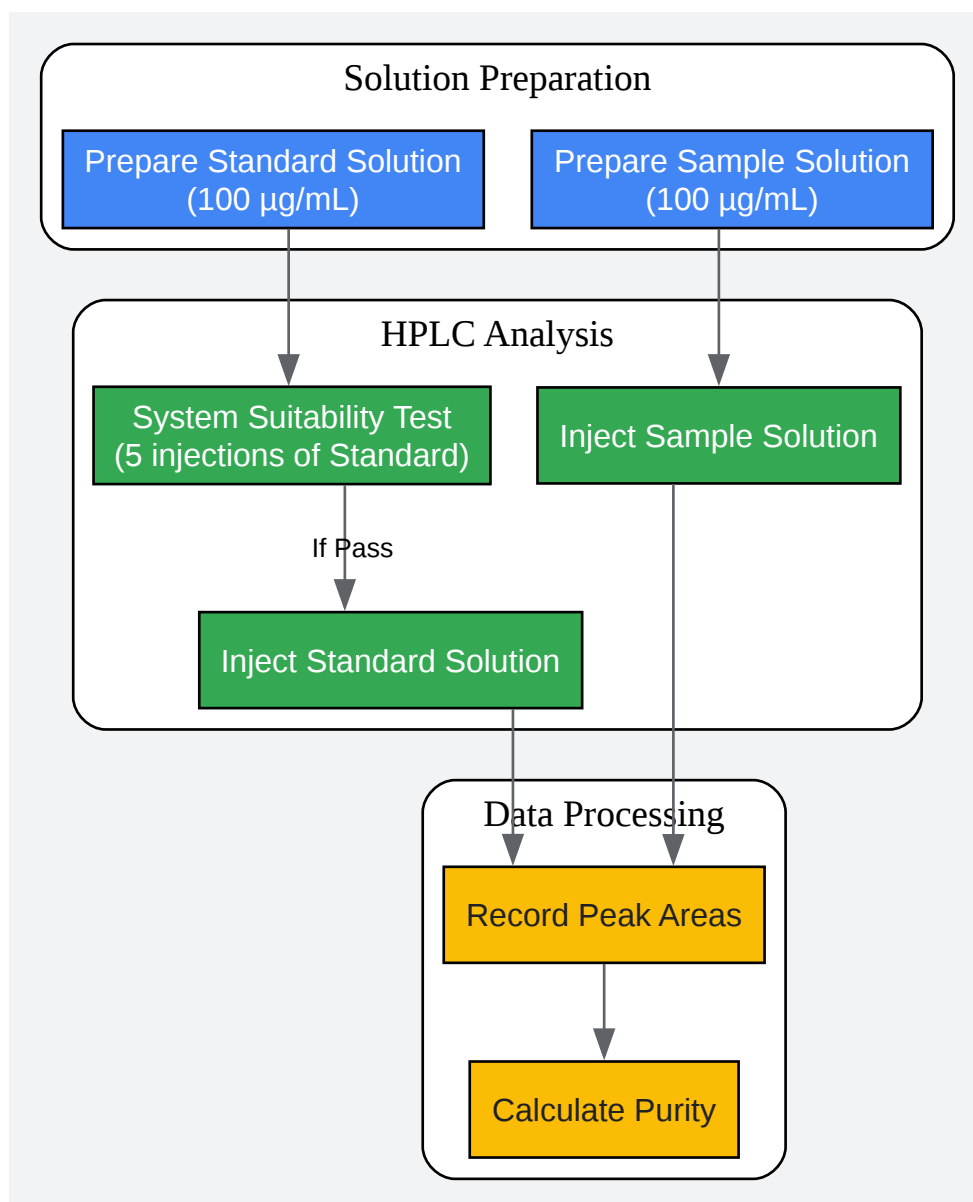 Solution Preparation
Prepare Standard Solution
(100 µg/mL)
Prepare Sample Solution
(100 µg/mL)
HPLC Analysis
System Suitability Test
(5 injections of Standard)
Inject Sample Solution
If Pass
Inject Standard Solution
Data Processing
Record Peak Areas
Calculate Purity